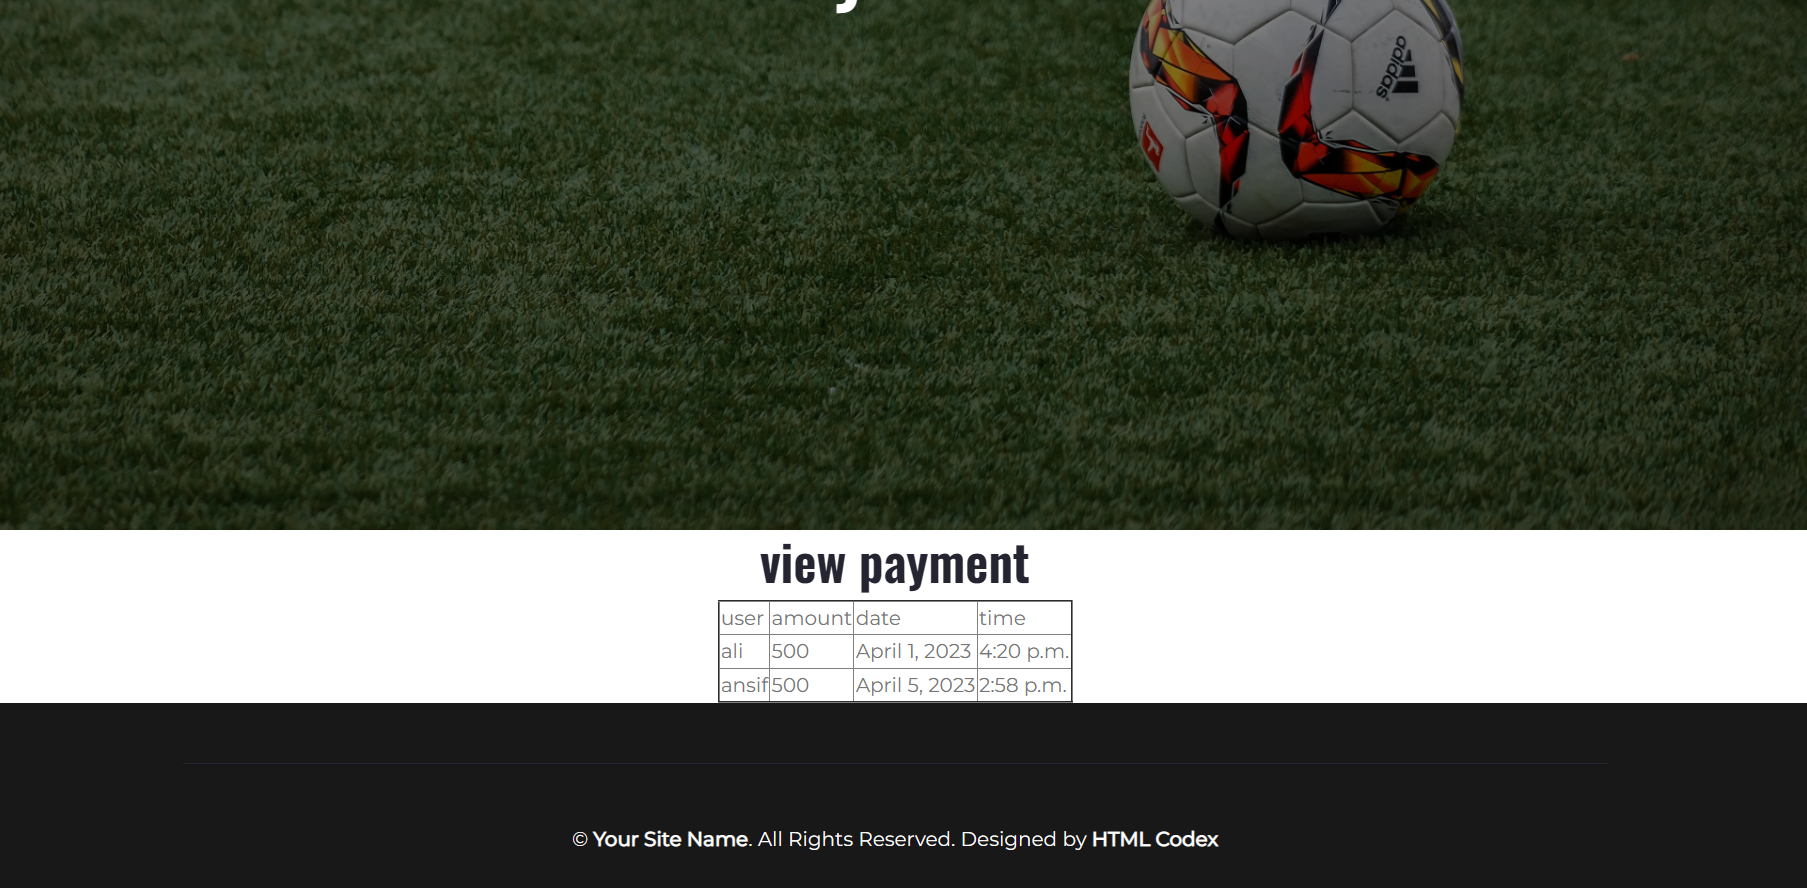 adidas
view payment
user amount date time
ali 500 April 1, 2023 4:20 p.m.
ansif 500 April 5, 2023 2:58 p.m.
© Your Site Name. All Rights Reserved. Designed by HTML Codex